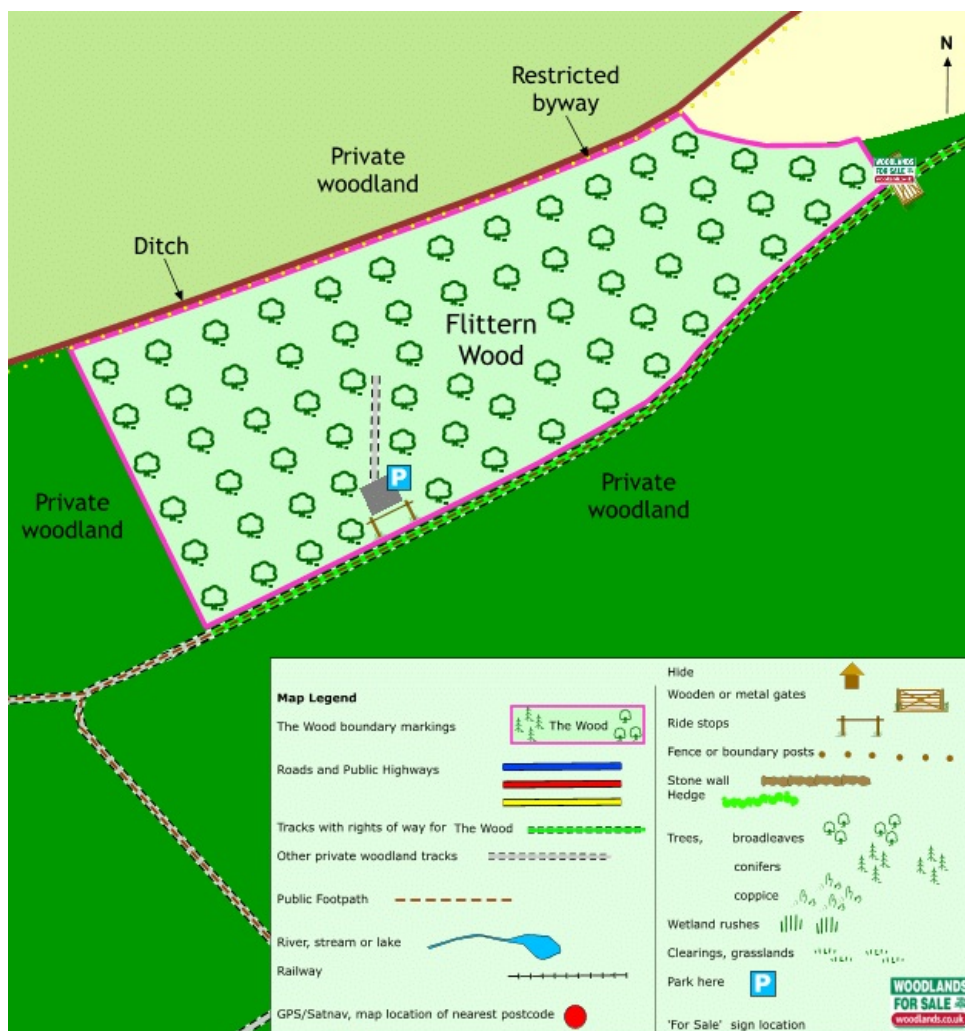 N
Restricted
byway
Private
woodland
WOODLANDS
FOR SALE
Ditch
Flittern
Wood
P
Private
woodland
Private
woodland
Map Legend
The Wood boundary markings
The Wood
Roads and Public Highways
Tracks with rights of way for The Wood
Other private woodland tracks
Public Footpath
River, stream or lake
Railway
GPS/Satnav, map location of nearest postcode
Hide
Wooden or metal gates
Ride stops
Fence or boundary posts
Stone wall
Hedge
Trees, broadleaves
conifers
coppice
Wetland rushes
Clearings, grasslands
Park here P
'For Sale' sign location
WOODLANDS
FOR SALE
woodlands.co.uk